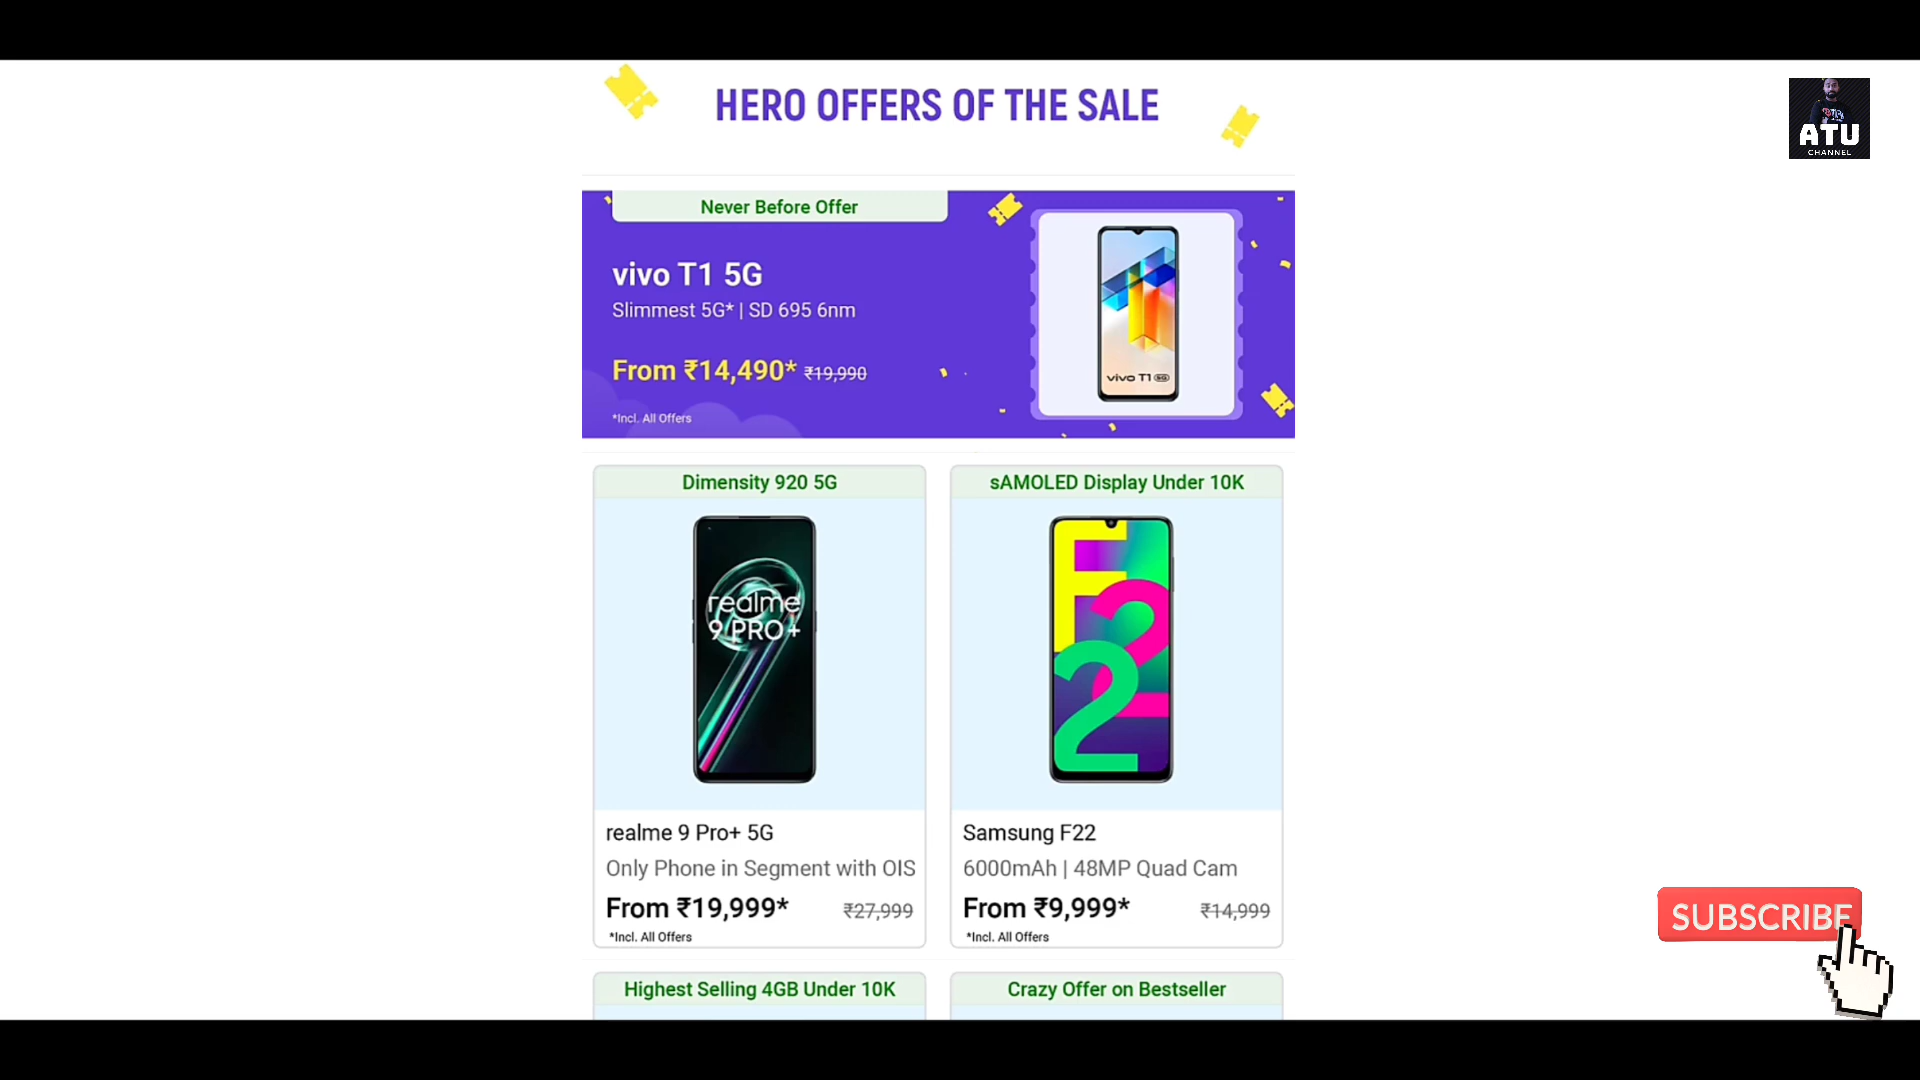 HERO OFFERS OF THE SALE
ATU
CHANNEL
Never Before Offer
vivo T1 5G
Slimmest 5G* | SD 695 6nm
From ₹14,490* ₹19,990
*Incl. All Offers
vivo T1 5G
Dimensity 920 5G
sAMOLED Display Under 10K
realme
9 PRO+
F22
realme 9 Pro+ 5G
Only Phone in Segment with OIS
From ₹19,999* ₹27,999
*Incl. All Offers
Samsung F22
6000mAh | 48MP Quad Cam
From ₹9,999* ₹14,999
*Incl. All Offers
SUBSCRIBE
Highest Selling 4GB Under 10K
Crazy Offer on Bestseller